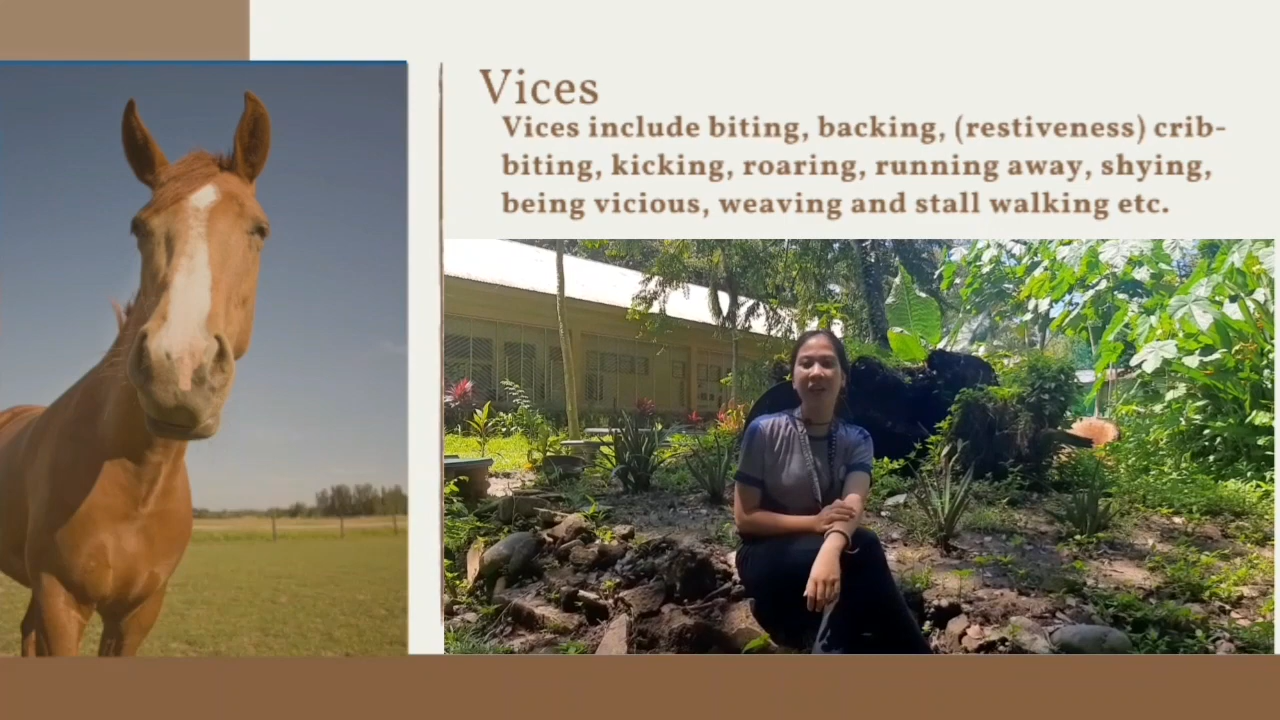 Vices
Vices include biting, backing, (restiveness) crib-
biting, kicking, roaring, running away, shying,
being vicious, weaving and stall walking etc.